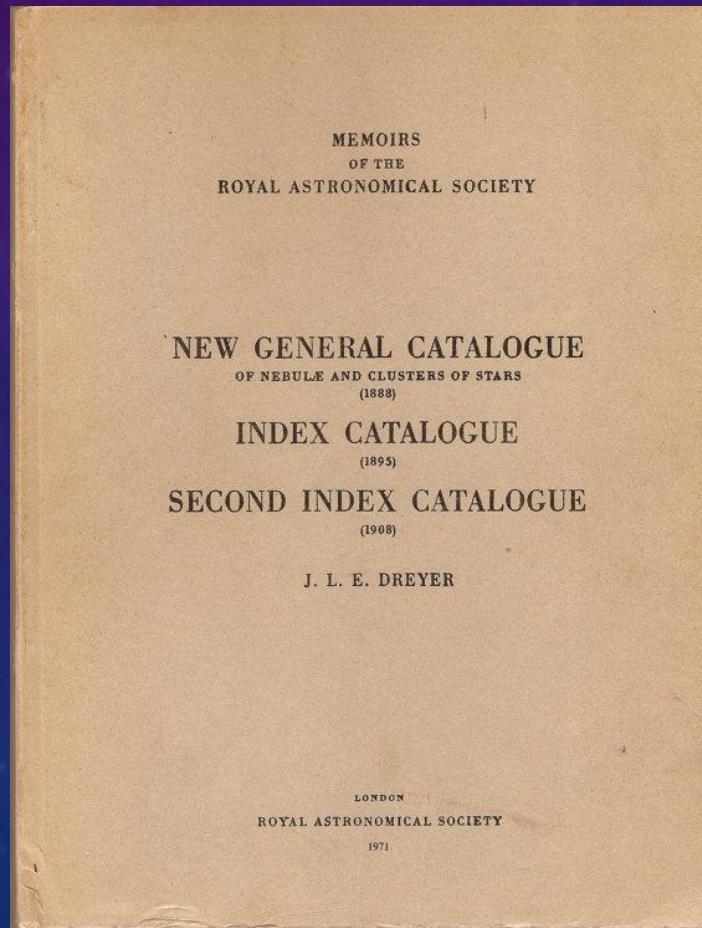 MEMOIRS
OF THE
ROYAL ASTRONOMICAL SOCIETY
NEW GENERAL CATALOGUE
OF NEBULÆ AND CLUSTERS OF STARS
(1888)
INDEX CATALOGUE
(1895)
SECOND INDEX CATALOGUE
(1908)
J. L. E. DREYER
LONDON
ROYAL ASTRONOMICAL SOCIETY
1971